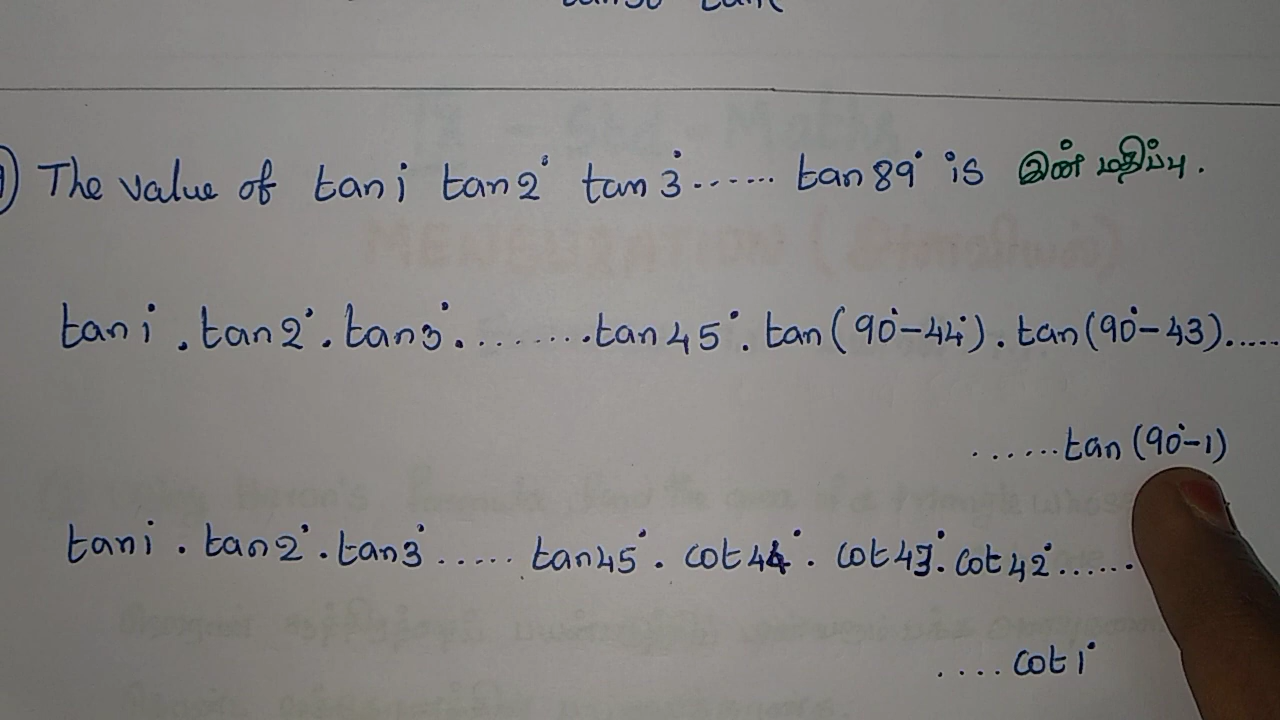 The value of tan1° tan2° tan3°...... tan89° is இன் மதிப்பு.
tan1° . tan2° . tan3° . ........ tan45° . tan(90°-44°) . tan(90°-43) .....
...... tan(90°-1)
tan1° . tan2° . tan3° ..... tan45° . cot44° . cot43° . cot42° ......
.... cot1°